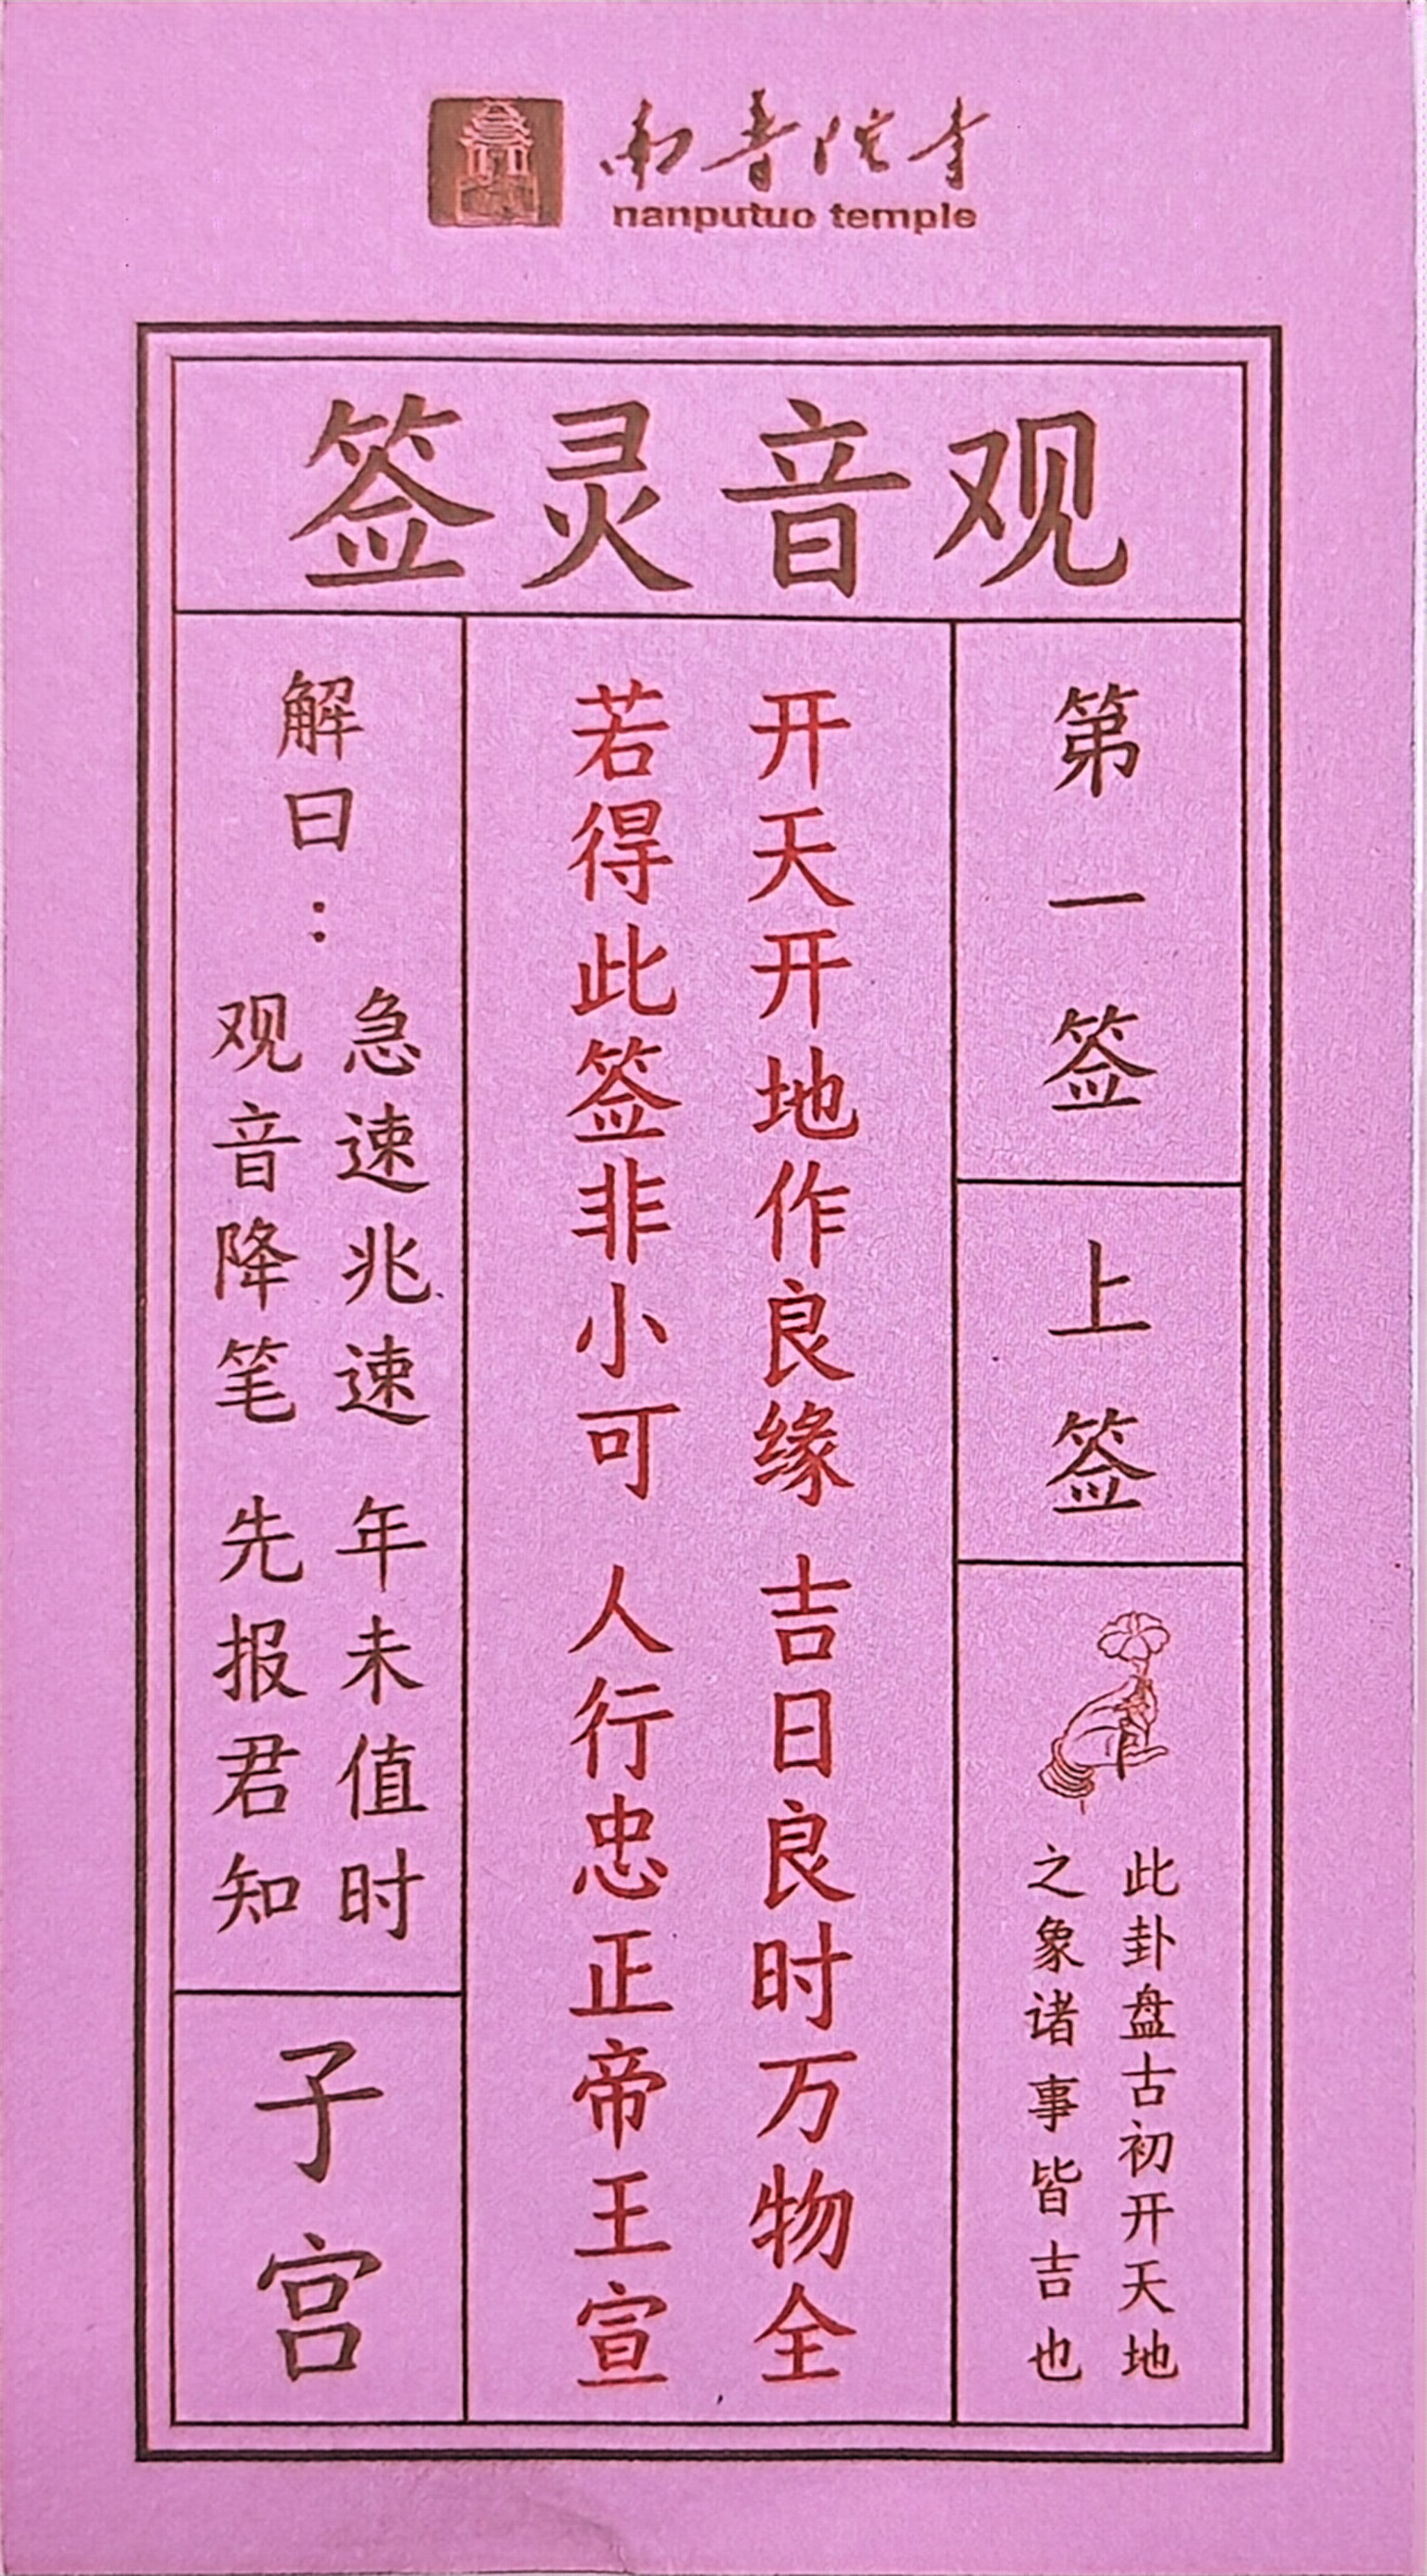 南普陀寺
nanputuo temple
观音灵签
第一签
上签
此卦盘古初开天地
之象诸事皆吉也
开天开地作良缘 吉日良时万物全
若得此签非小可 人行忠正帝王宣
解曰：
急速兆速 年未值时
观音降笔 先报君知
子宫